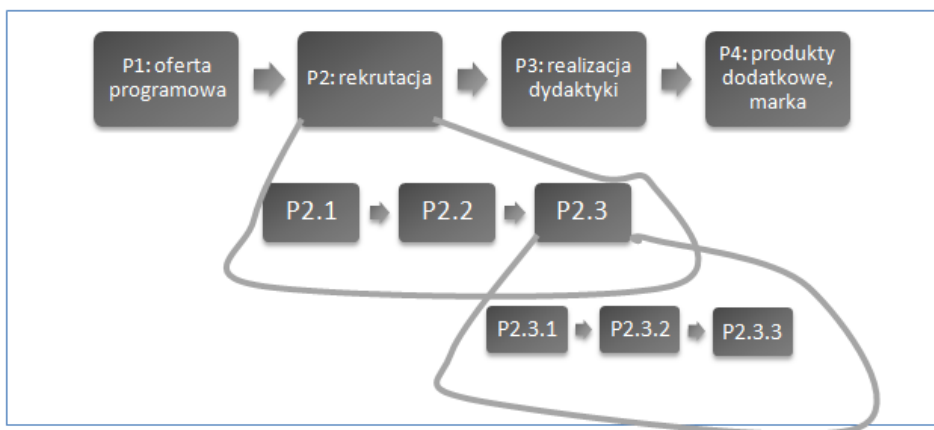 P1: oferta
programowa
P2: rekrutacja
P3: realizacja
dydaktyki
P4: produkty
dodatkowe,
marka
P2.1
P2.2
P2.3
P2.3.1
P2.3.2
P2.3.3